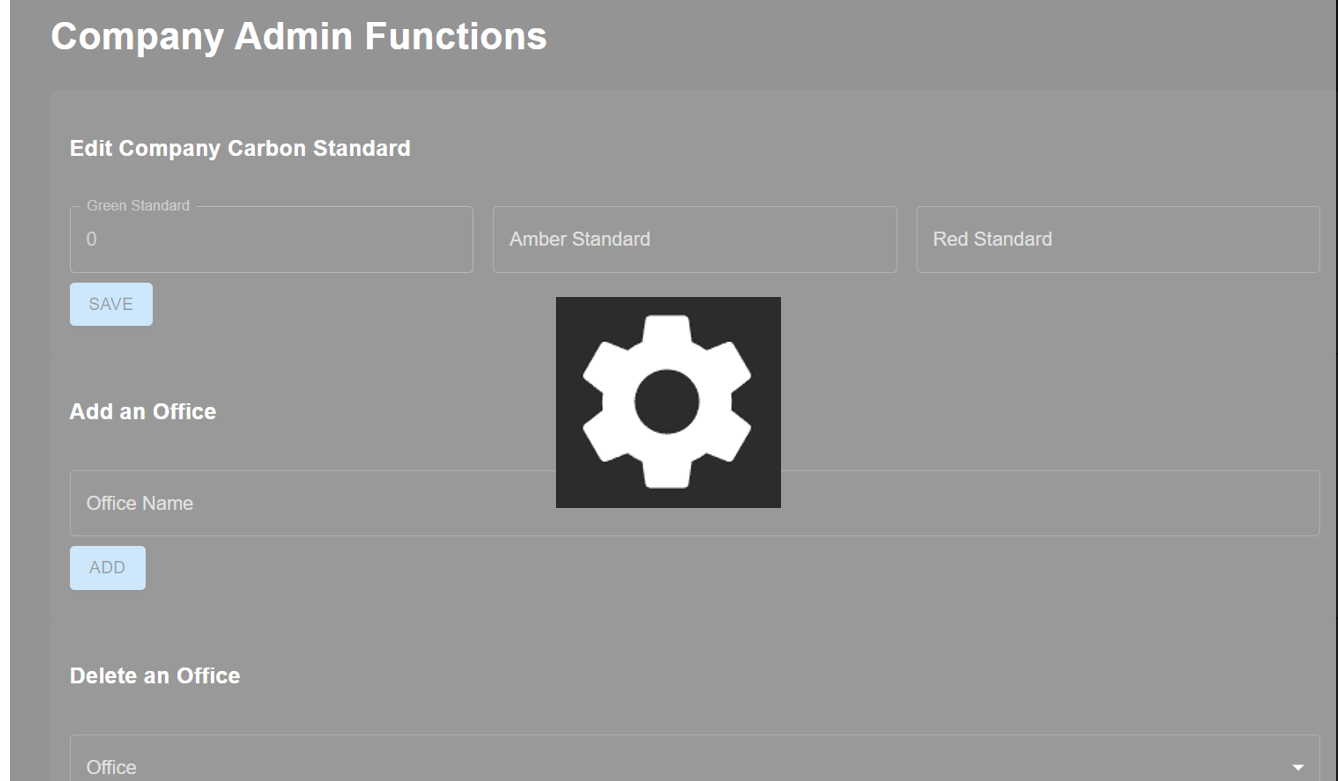 Company Admin Functions
Edit Company Carbon Standard
Green Standard
0
Amber Standard
Red Standard
SAVE
Add an Office
Office Name
ADD
Delete an Office
Office